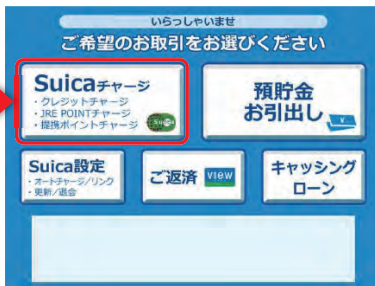 いらっしゃいませ
ご希望のお取引をお選びください
Suicaチャージ
・クレジットチャージ
・JRE POINTチャージ
・提携ポイントチャージ
Suica
預貯金
お引出し
¥
Suica設定
・オートチャージ/リンク
・更新/退会
ご返済 VIEW
キャッシング
ローン